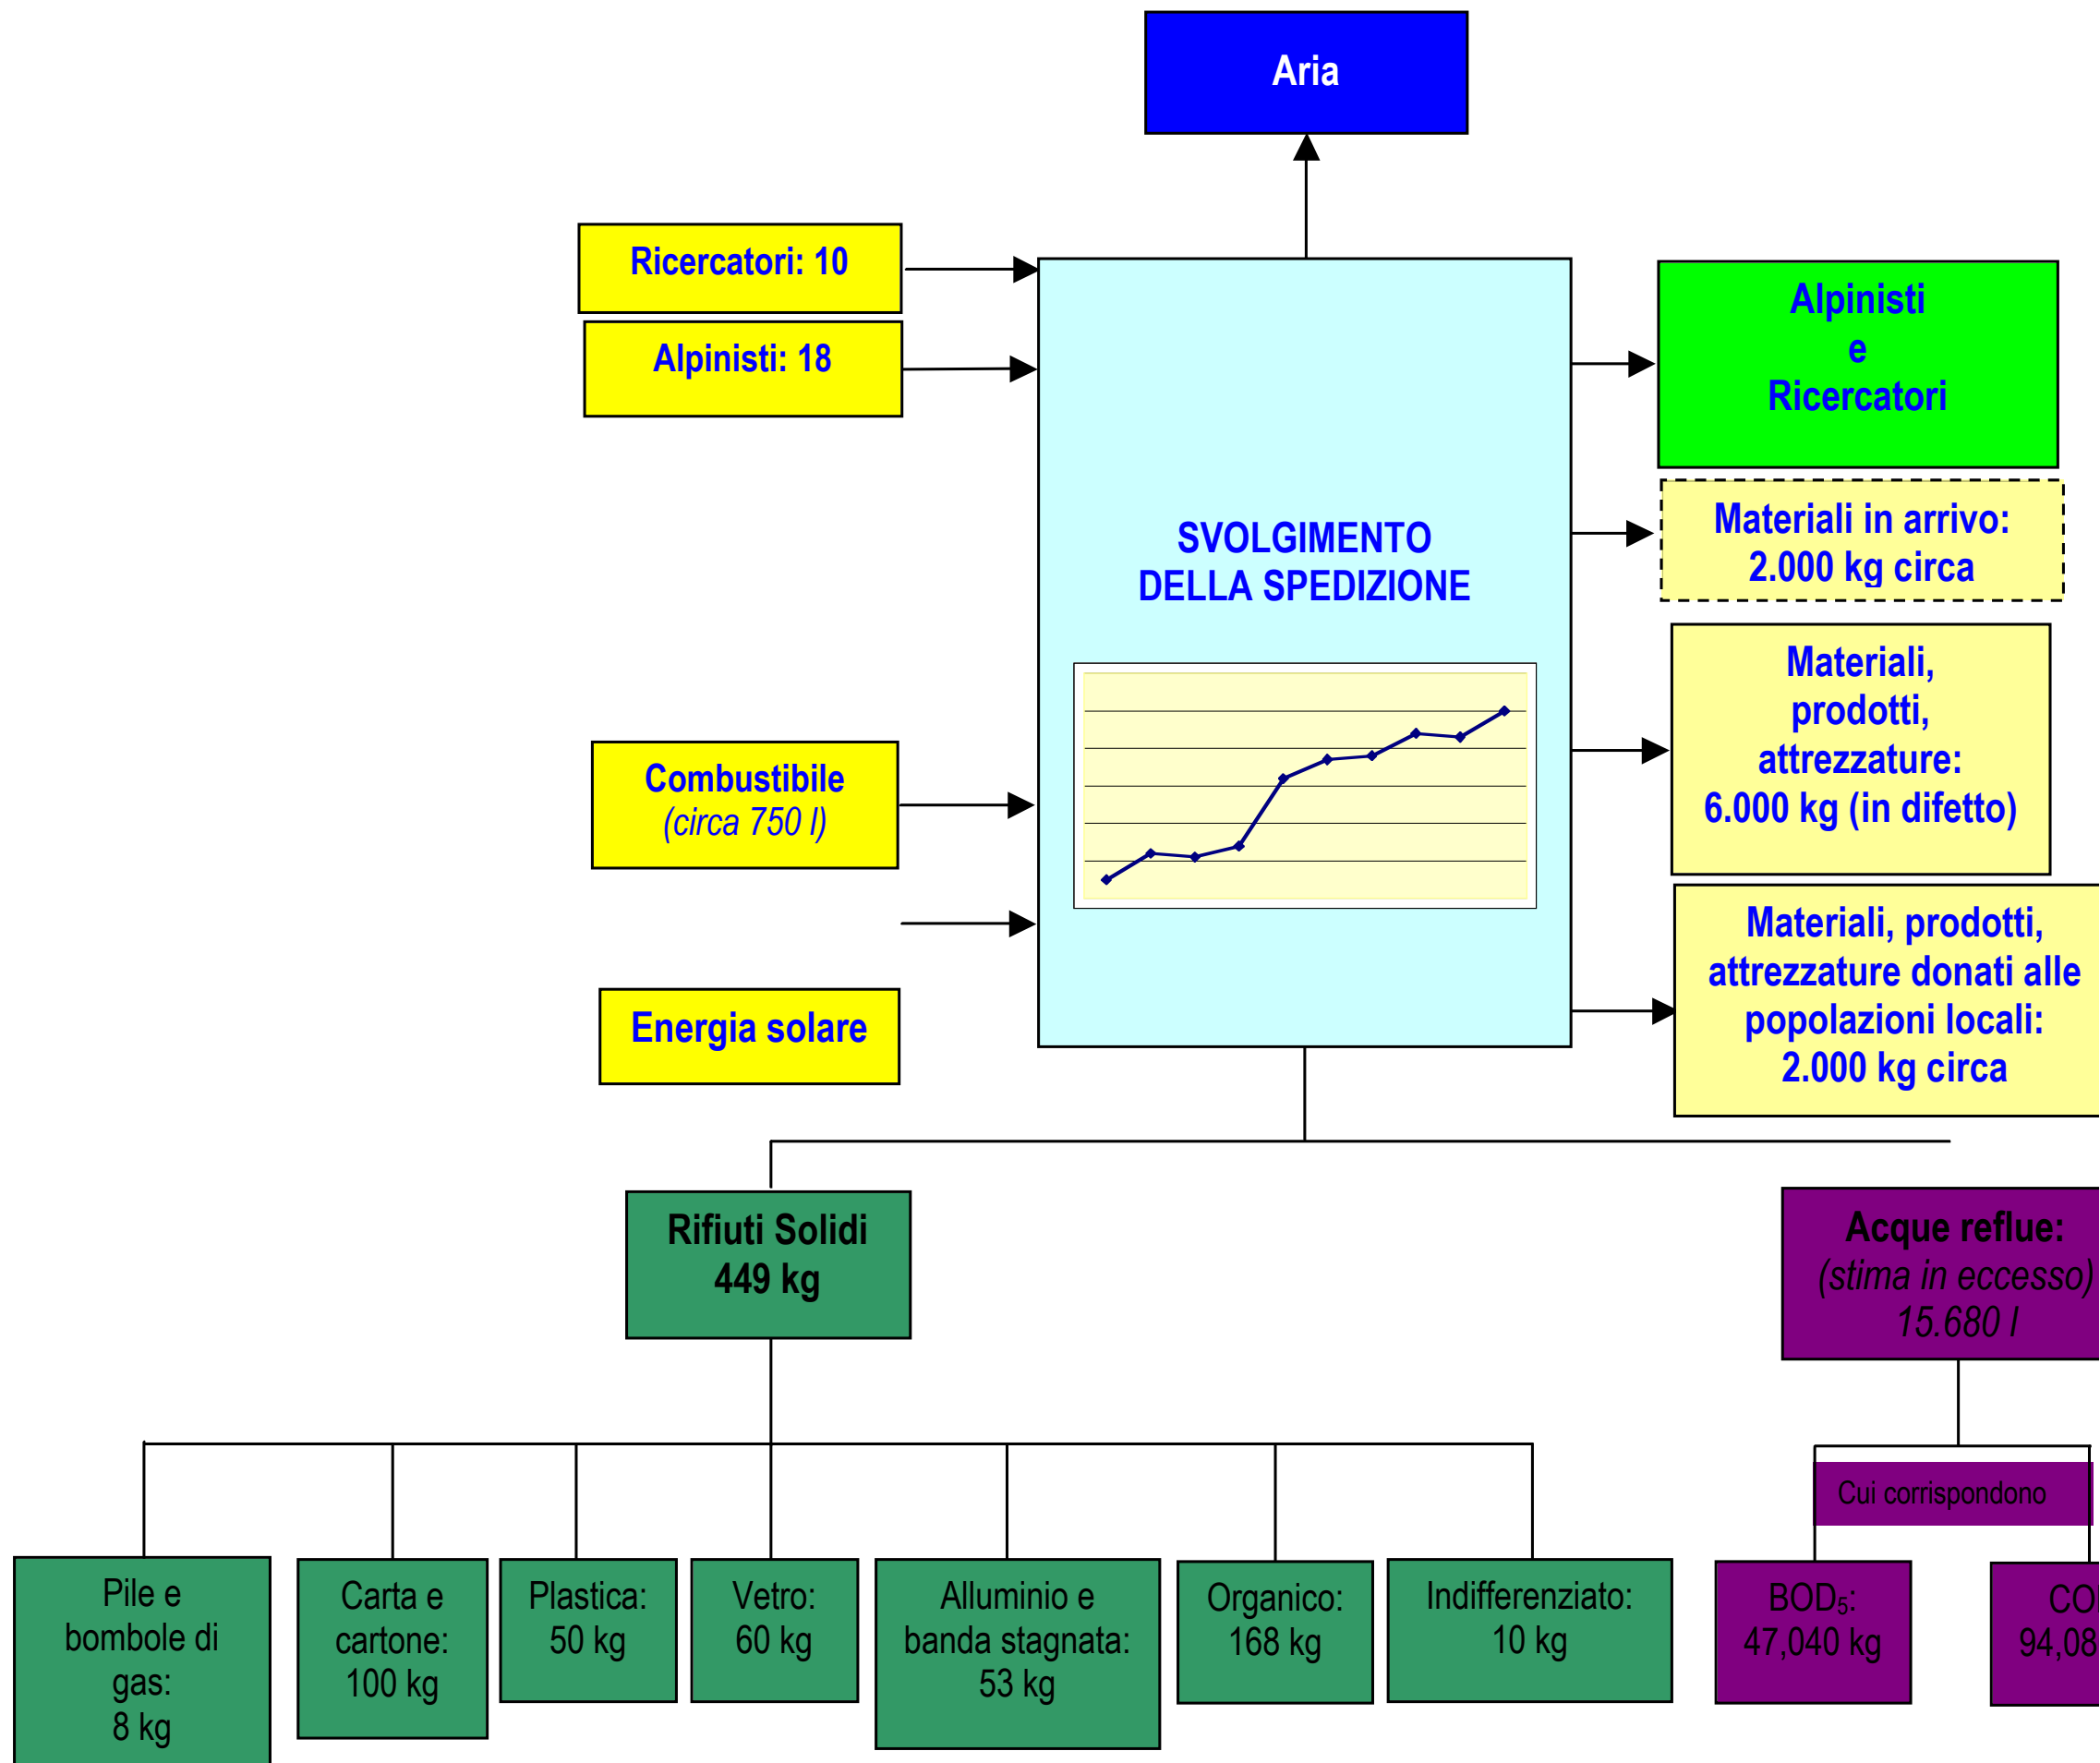 Aria
Ricercatori: 10
Alpinisti: 18
Alpinisti
e
Ricercatori
SVOLGIMENTO
DELLA SPEDIZIONE
Materiali in arrivo:
2.000 kg circa
Materiali,
prodotti,
attrezzature:
6.000 kg (in difetto)
Combustibile
(circa 750 l)
Energia solare
Materiali, prodotti,
attrezzature donati alle
popolazioni locali:
2.000 kg circa
Rifiuti Solidi
449 kg
Acque reflue:
(stima in eccesso)
15.680 l
Cui corrispondono
Pile e
bombole di
gas:
8 kg
Carta e
cartone:
100 kg
Plastica:
50 kg
Vetro:
60 kg
Alluminio e
banda stagnata:
53 kg
Organico:
168 kg
Indifferenziato:
10 kg
BOD₅:
47,040 kg
CO
94,08